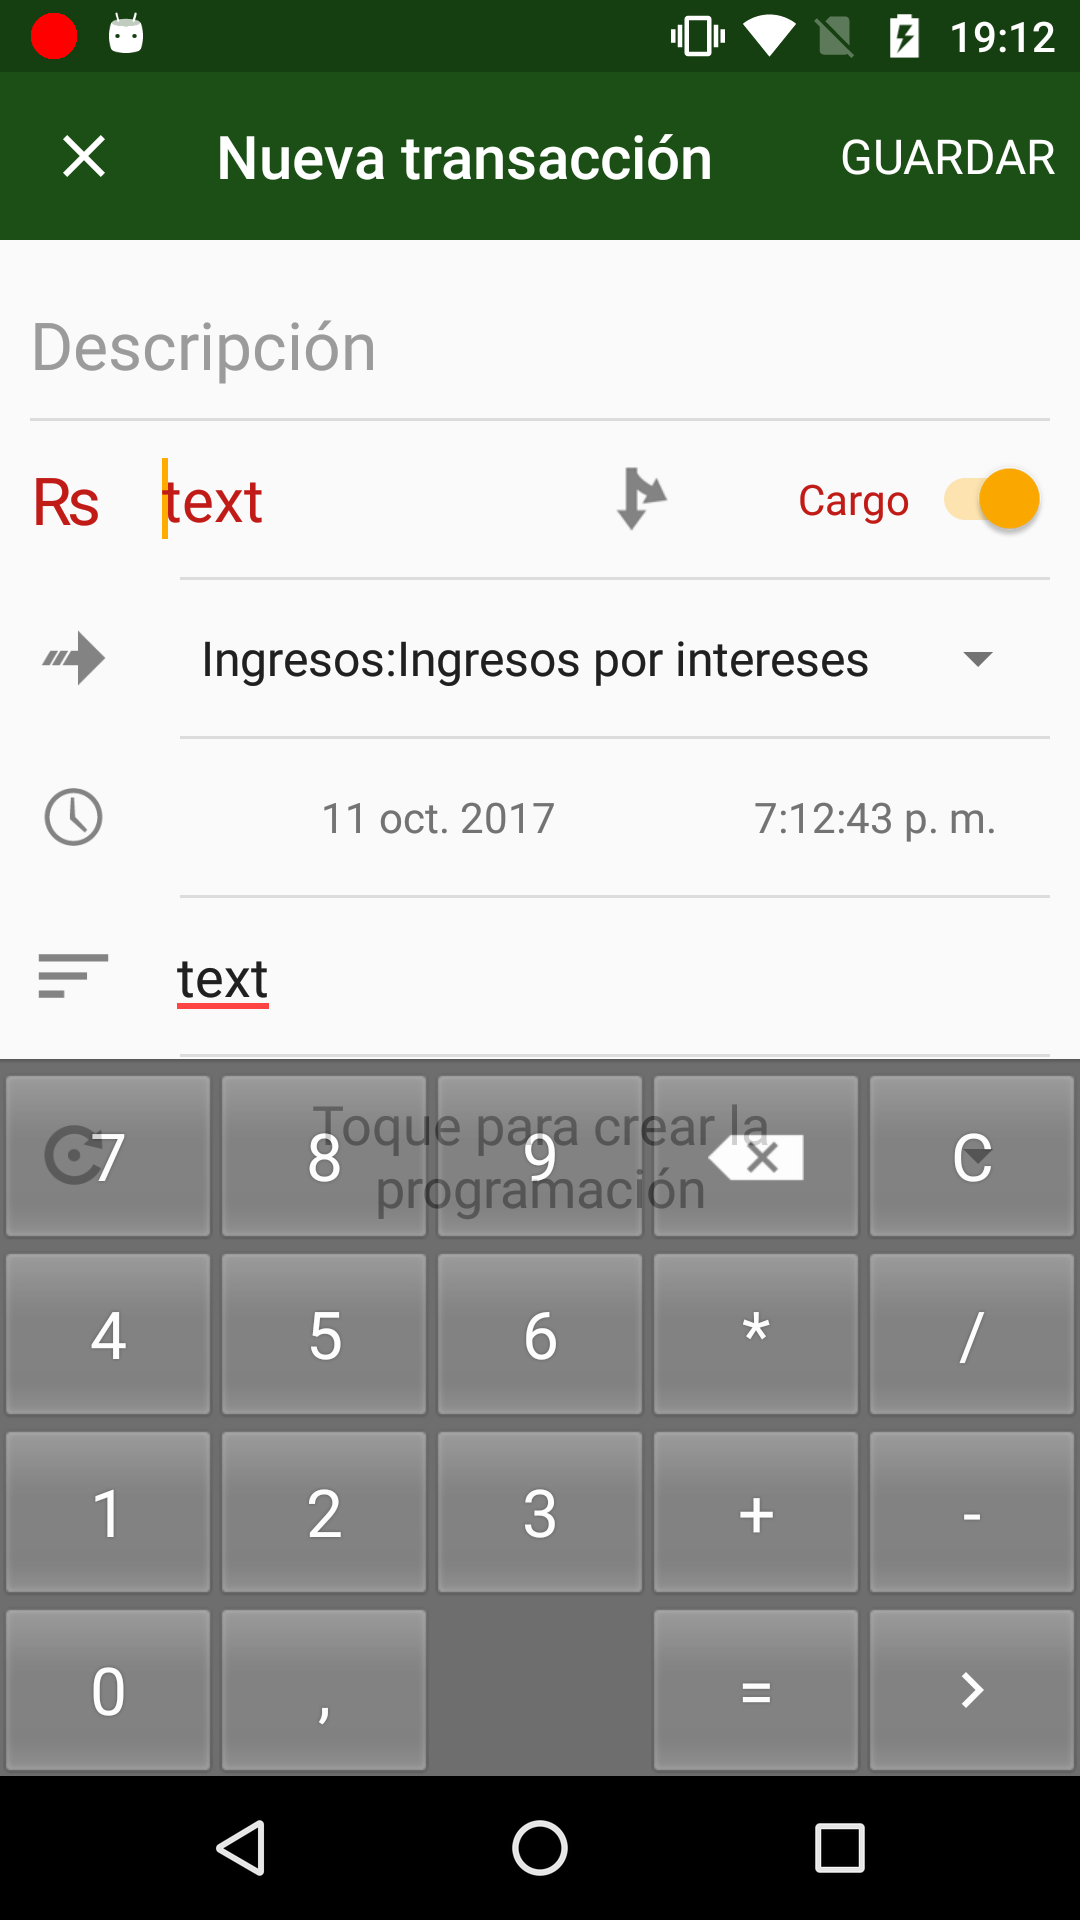 19:12
Nueva transacción GUARDAR
Descripción
Rs text Cargo
Ingresos:Ingresos por intereses
11 oct. 2017 7:12:43 p. m.
text
Toque para crear la
programación
7 8 9 C
4 5 6 * /
1 2 3 + -
0 , = >